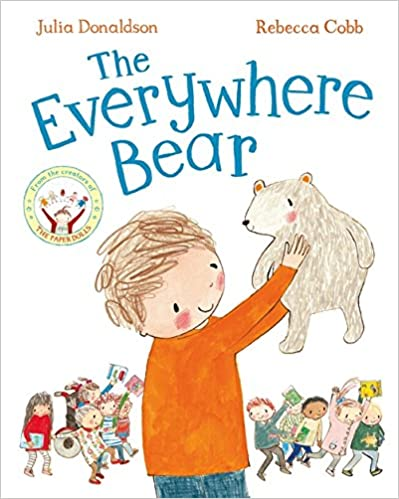 Julia Donaldson Rebecca Cobb
The
Everywhere
Bear
From the creators of
THE PAPER DOLLS